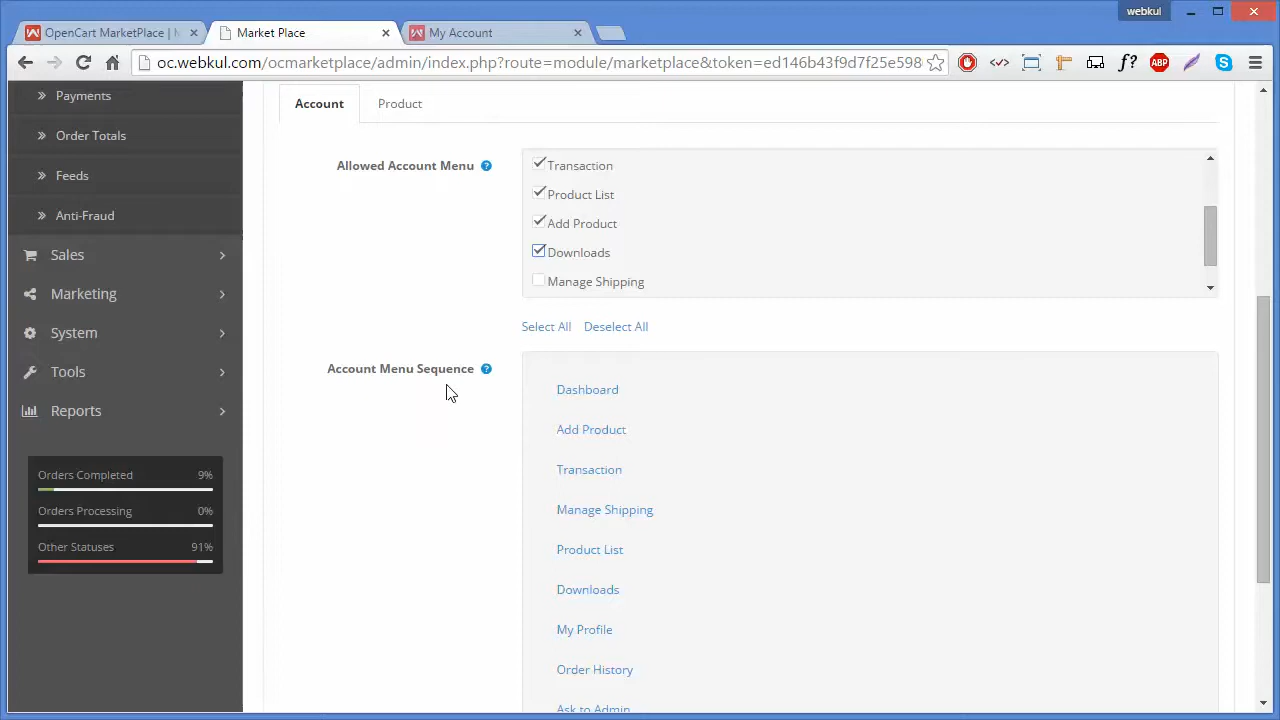 webkul
OpenCart MarketPlace |
Market Place
My Account
oc.webkul.com/ocmarketplace/admin/index.php?route=module/marketplace&token=ed146b43f9d7f25e598
ABP
Payments
Order Totals
Feeds
Anti-Fraud
Sales
Marketing
System
Tools
Reports
Orders Completed 9%
Orders Processing 0%
Other Statuses 91%
Account Product
Allowed Account Menu
Transaction
Product List
Add Product
Downloads
Manage Shipping
Select All Deselect All
Account Menu Sequence
Dashboard
Add Product
Transaction
Manage Shipping
Product List
Downloads
My Profile
Order History
Ask to Admin